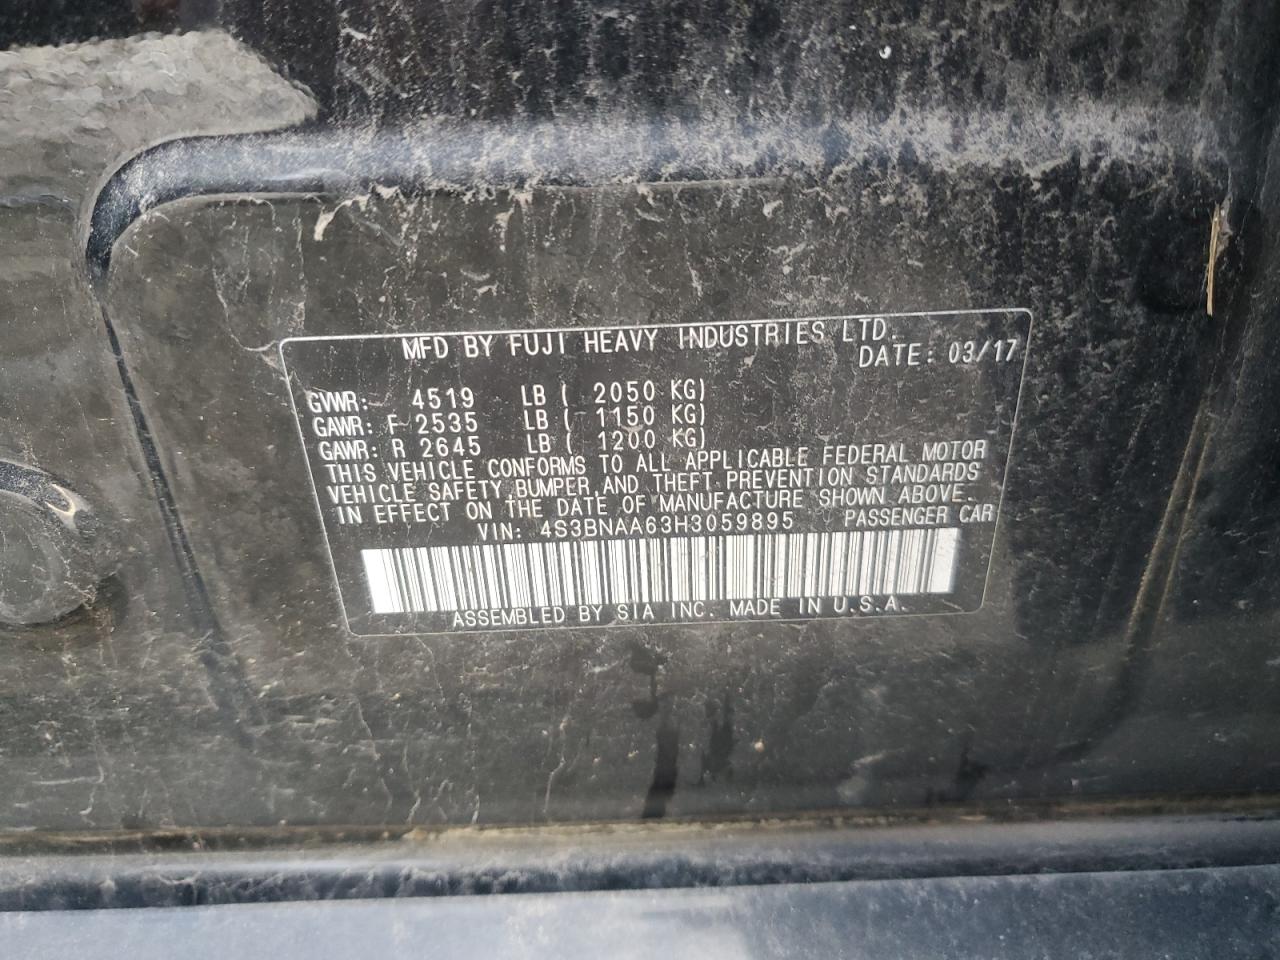 MFD BY FUJI HEAVY INDUSTRIES LTD.
DATE: 03/17
GVWR: 4519 LB ( 2050 KG)
GAWR: F 2535 LB ( 1150 KG)
GAWR: R 2645 LB ( 1200 KG)
THIS VEHICLE CONFORMS TO ALL APPLICABLE FEDERAL MOTOR
VEHICLE SAFETY BUMPER AND THEFT PREVENTION STANDARDS
IN EFFECT ON THE DATE OF MANUFACTURE SHOWN ABOVE.
VIN: 4S3BNAA63H3059895 PASSENGER CAR
ASSEMBLED BY SIA INC. MADE IN U.S.A.